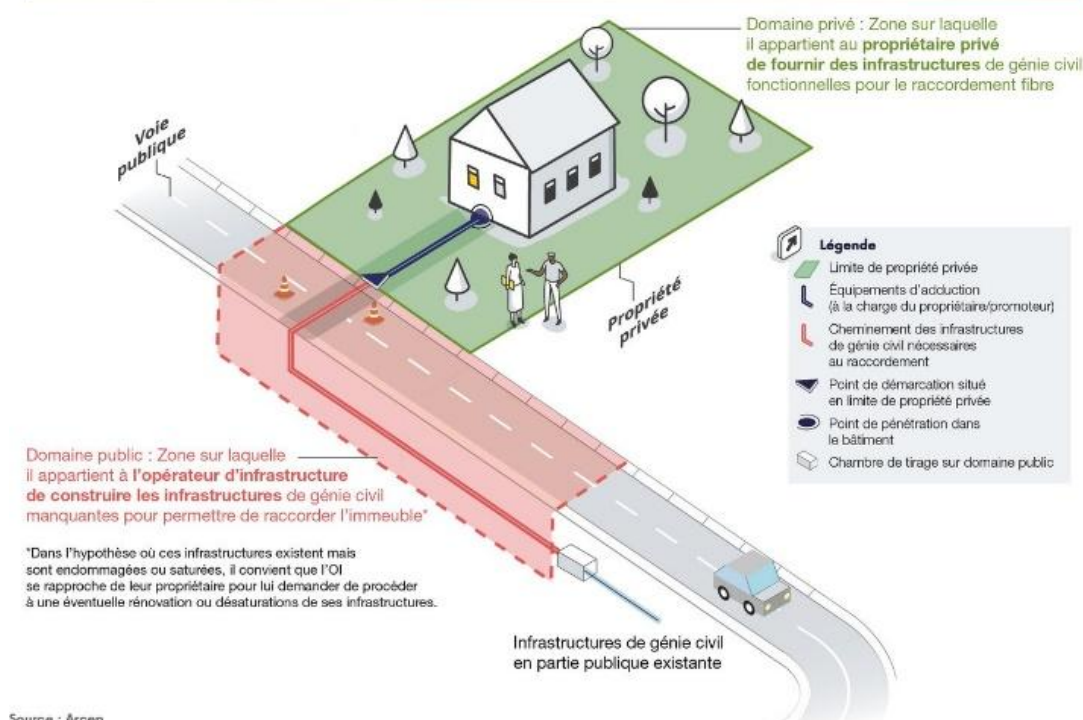 Domaine privé : Zone sur laquelle
il appartient au propriétaire privé
de fournir des infrastructures de génie civil
fonctionnelles pour le raccordement fibre
Voie
publique
Propriété
privée
Légende
Limite de propriété privée
Équipements d'adduction
(à la charge du propriétaire/promoteur)
Cheminement des infrastructures
de génie civil nécessaires
au raccordement
Point de démarcation situé
en limite de propriété privée
Point de pénétration dans
le bâtiment
Chambre de tirage sur domaine public
Domaine public : Zone sur laquelle
il appartient à l'opérateur d'infrastructure
de construire les infrastructures de génie civil
manquantes pour permettre de raccorder l'immeuble*
*Dans l'hypothèse où ces infrastructures existent mais
sont endommagées ou saturées, il convient que l'OI
se rapproche de leur propriétaire pour lui demander de procéder
à une éventuelle rénovation ou désaturations de ses infrastructures.
Infrastructures de génie civil
en partie publique existante
Source : Arcep